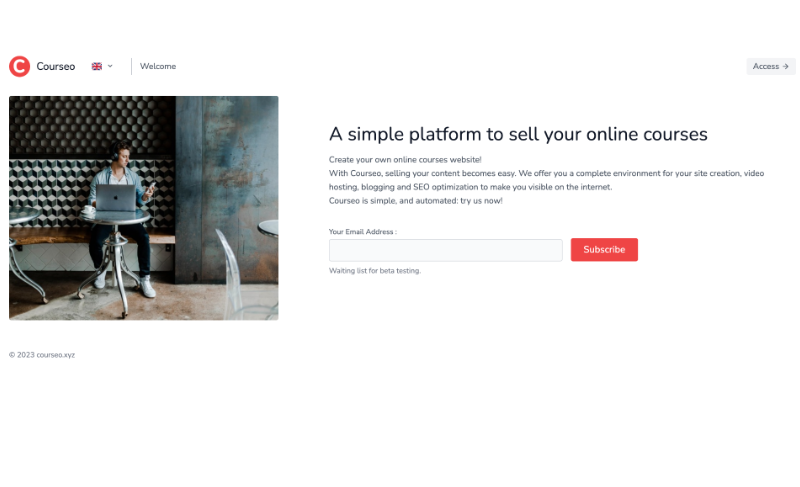 C Courseo
Welcome
Access →
A simple platform to sell your online courses
Create your own online courses website!
With Courseo, selling your content becomes easy. We offer you a complete environment for your site creation, video
hosting, blogging and SEO optimization to make you visible on the internet.
Courseo is simple, and automated: try us now!
Your Email Address :
Subscribe
Waiting list for beta testing.
© 2023 courseo.xyz